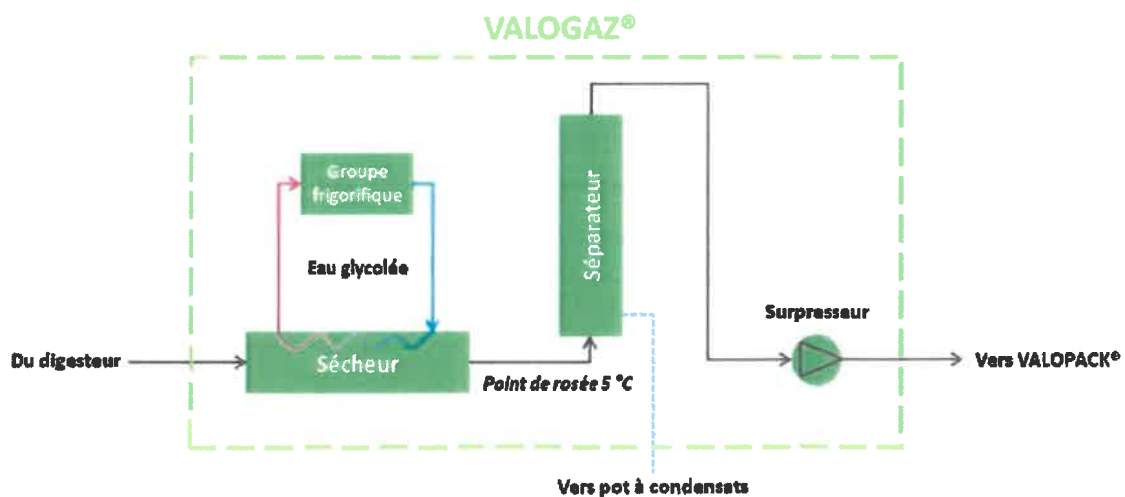 VALOGAZ®
Groupe
frigorifique
Eau glycolée
Séparateur
Surpresseur
Du digesteur
Sécheur
Point de rosée 5 °C
Vers VALOPACK®
Vers pot à condensats